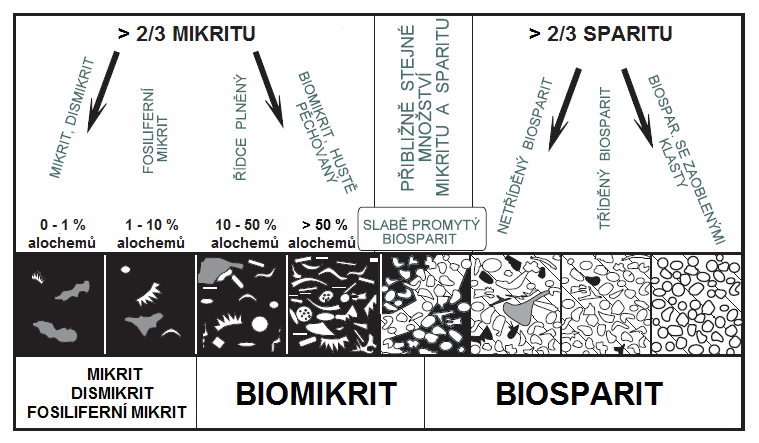 > 2/3 MIKRITU
> 2/3 SPARITU
MIKRIT, DISMIKRIT
FOSILIFERNÍ
MIKRIT
ŘÍDCE PLNĚNÝ
BIOMIKRIT, HUSTĚ
PĚCHOVANÝ
PŘIBLIŽNĚ STEJNÉ
MNOŽSTVÍ
MIKRITU A SPARITU
NETŘÍDĚNÝ BIOSPARIT
TŘÍDĚNÝ BIOSPARIT
BIOSPAR. SE ZAOBLENÝMI
KLASTY
0 - 1 %
alochemů
1 - 10 %
alochemů
10 - 50 %
alochemů
> 50 %
alochemů
SLABĚ PROMYTÝ
BIOSPARIT
MIKRIT
DISMIKRIT
FOSILIFERNÍ MIKRIT
BIOMIKRIT
BIOSPARIT